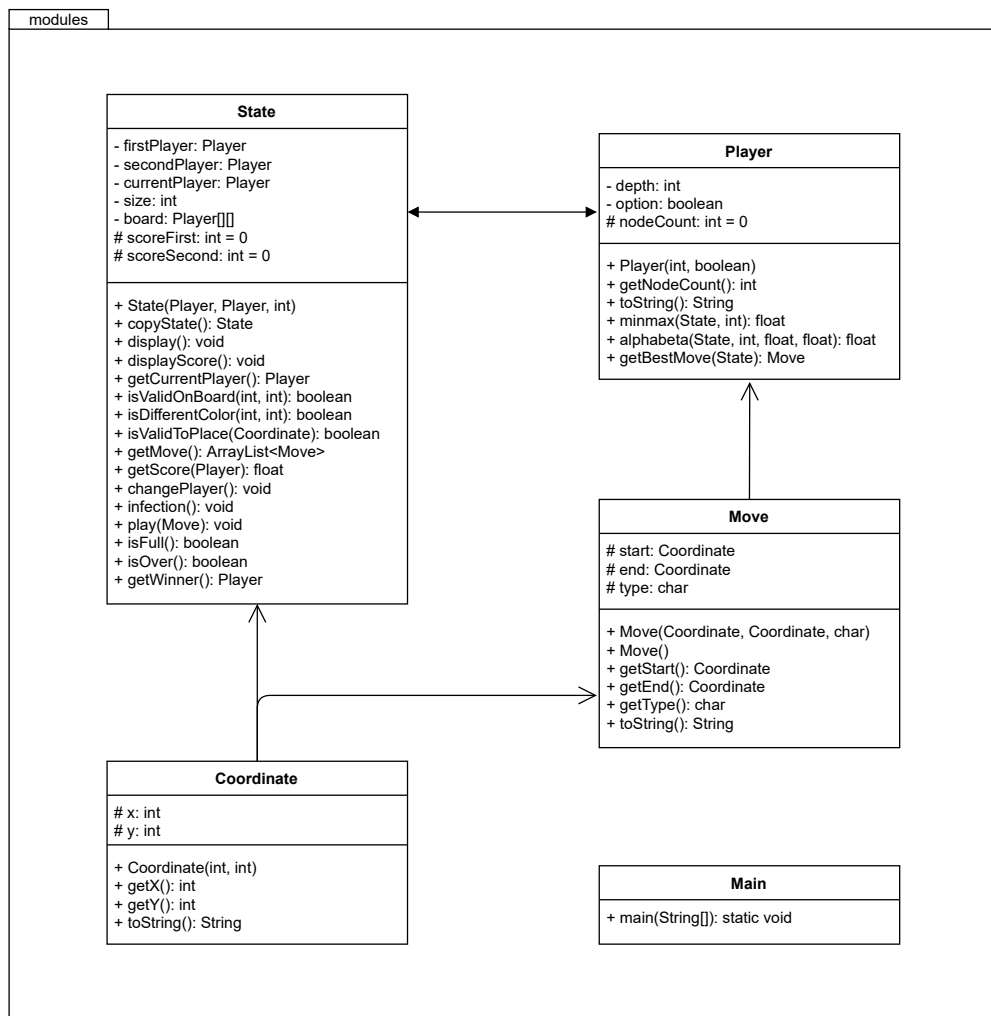 modules
State
- firstPlayer: Player
- secondPlayer: Player
- currentPlayer: Player
- size: int
- board: Player[][]
# scoreFirst: int = 0
# scoreSecond: int = 0
+ State(Player, Player, int)
+ copyState(): State
+ display(): void
+ displayScore(): void
+ getCurrentPlayer(): Player
+ isValidOnBoard(int, int): boolean
+ isDifferentColor(int, int): boolean
+ isValidToPlace(Coordinate): boolean
+ getMove(): ArrayList<Move>
+ getScore(Player): float
+ changePlayer(): void
+ infection(): void
+ play(Move): void
+ isFull(): boolean
+ isOver(): boolean
+ getWinner(): Player
Player
- depth: int
- option: boolean
# nodeCount: int = 0
+ Player(int, boolean)
+ getNodeCount(): int
+ toString(): String
+ minmax(State, int): float
+ alphabeta(State, int, float, float): float
+ getBestMove(State): Move
Move
# start: Coordinate
# end: Coordinate
# type: char
+ Move(Coordinate, Coordinate, char)
+ Move()
+ getStart(): Coordinate
+ getEnd(): Coordinate
+ getType(): char
+ toString(): String
Coordinate
# x: int
# y: int
+ Coordinate(int, int)
+ getX(): int
+ getY(): int
+ toString(): String
Main
+ main(String[]): static void